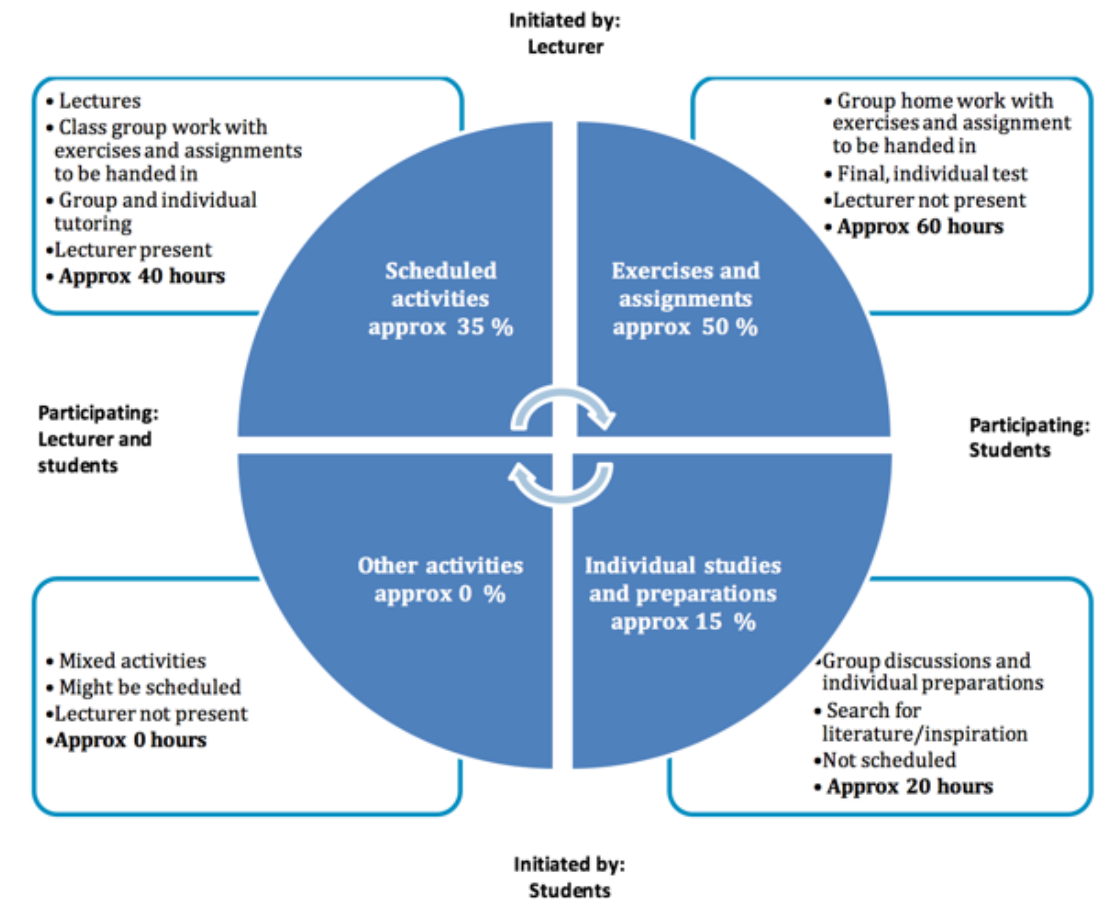 Initiated by:
Lecturer
• Lectures
• Class group work with
exercises and assignments
to be handed in
• Group and individual
tutoring
•Lecturer present
• Approx 40 hours
• Group home work with
exercises and assignment
to be handed in
• Final, individual test
•Lecturer not present
• Approx 60 hours
Scheduled
activities
approx 35 %
Exercises and
assignments
approx 50 %
Participating:
Lecturer and
students
Participating:
Students
Other activities
approx 0 %
Individual studies
and preparations
approx 15 %
• Mixed activities
• Might be scheduled
•Lecturer not present
•Approx 0 hours
•Group discussions and
individual preparations
• Search for
literature/inspiration
•Not scheduled
• Approx 20 hours
Initiated by:
Students